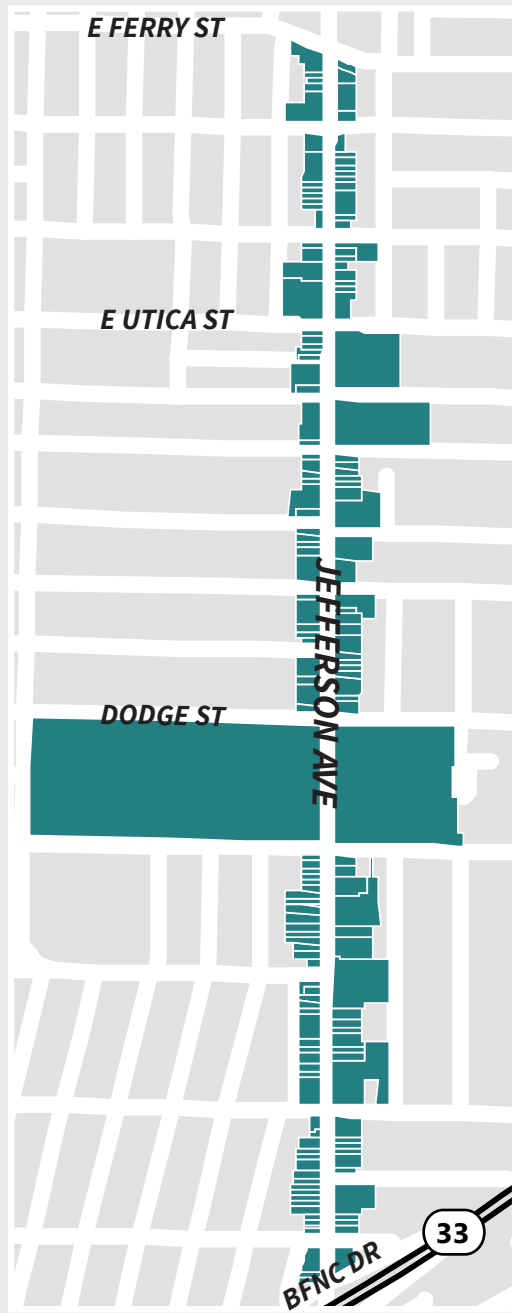 E FERRY ST
E UTICA ST
JEFFERSON AVE
DODGE ST
33
BFNC DR